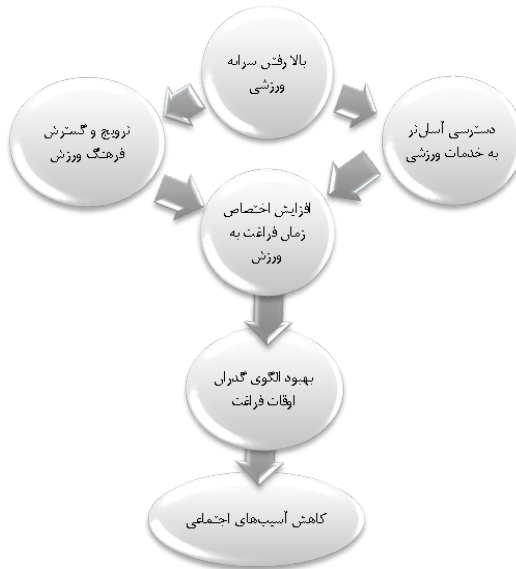 بالا رفتن سرانه
ورزشی
دسترسی آسان‌تر
به خدمات ورزشی
ترویج و گسترش
فرهنگ ورزش
افزایش اختصاص
زمان فراغت به
ورزش
بهبود الگوی گذران
اوقات فراغت
کاهش آسیب‌های اجتماعی